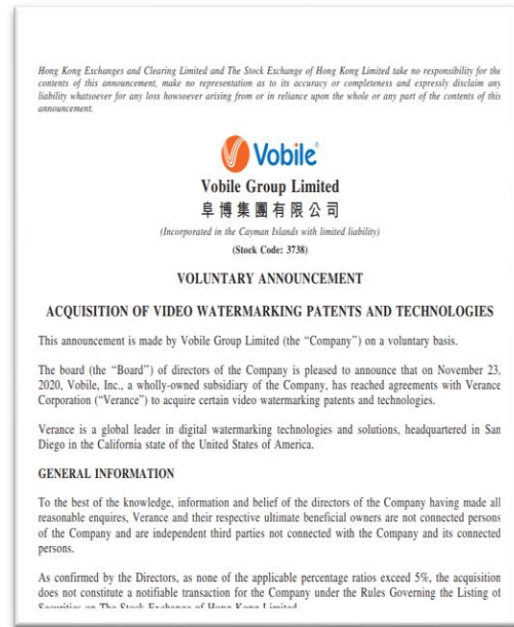 Hong Kong Exchanges and Clearing Limited and The Stock Exchange of Hong Kong Limited take no responsibility for the
contents of this announcement, make no representation as to its accuracy or completeness and expressly disclaim any
liability whatsoever for any loss howsoever arising from or in reliance upon the whole or any part of the contents of this
announcement.
Vobile
Vobile Group Limited
阜博集團有限公司
(Incorporated in the Cayman Islands with limited liability)
(Stock Code: 3738)
VOLUNTARY ANNOUNCEMENT
ACQUISITION OF VIDEO WATERMARKING PATENTS AND TECHNOLOGIES
This announcement is made by Vobile Group Limited (the “Company”) on a voluntary basis.
The board (the “Board”) of directors of the Company is pleased to announce that on November 23,
2020, Vobile, Inc., a wholly-owned subsidiary of the Company, has reached agreements with Verance
Corporation (“Verance”) to acquire certain video watermarking patents and technologies.
Verance is a global leader in digital watermarking technologies and solutions, headquartered in San
Diego in the California state of the United States of America.
GENERAL INFORMATION
To the best of the knowledge, information and belief of the directors of the Company having made all
reasonable enquires, Verance and their respective ultimate beneficial owners are not connected persons
of the Company and are independent third parties not connected with the Company and its connected
persons.
As confirmed by the Directors, as none of the applicable percentage ratios exceed 5%, the acquisition
does not constitute a notifiable transaction for the Company under the Rules Governing the Listing of
Securities on The Stock Exchange of Hong Kong Limited